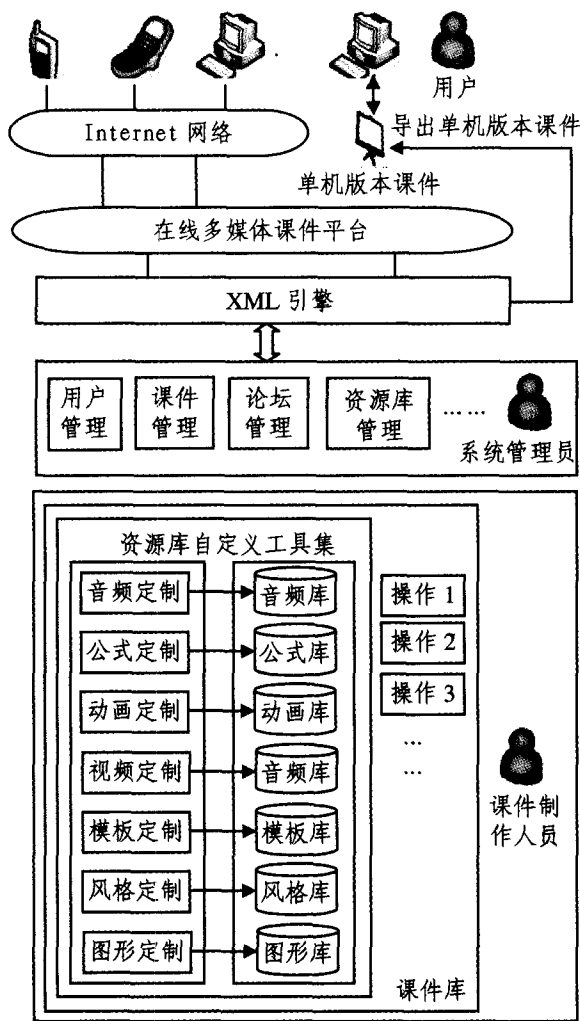 用户
Internet 网络
导出单机版本课件
单机版本课件
在线多媒体课件平台
XML 引擎
用户
管理
课件
管理
论坛
管理
资源库
管理
... ...
系统管理员
资源库自定义工具集
音频定制
音频库
操作 1
公式定制
公式库
操作 2
动画定制
动画库
操作 3
...
视频定制
音频库
...
课件制
作人员
模板定制
模板库
风格定制
风格库
图形定制
图形库
课件库